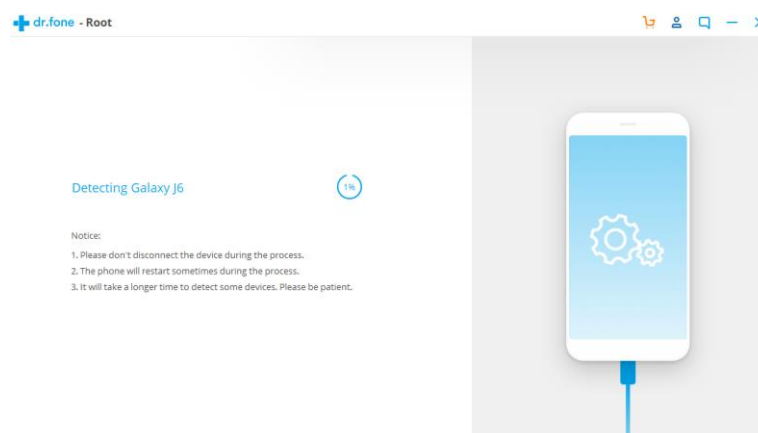 dr.fone - Root
Detecting Galaxy J6
1%
Notice:
1. Please don't disconnect the device during the process.
2. The phone will restart sometimes during the process.
3. It will take a longer time to detect some devices. Please be patient.